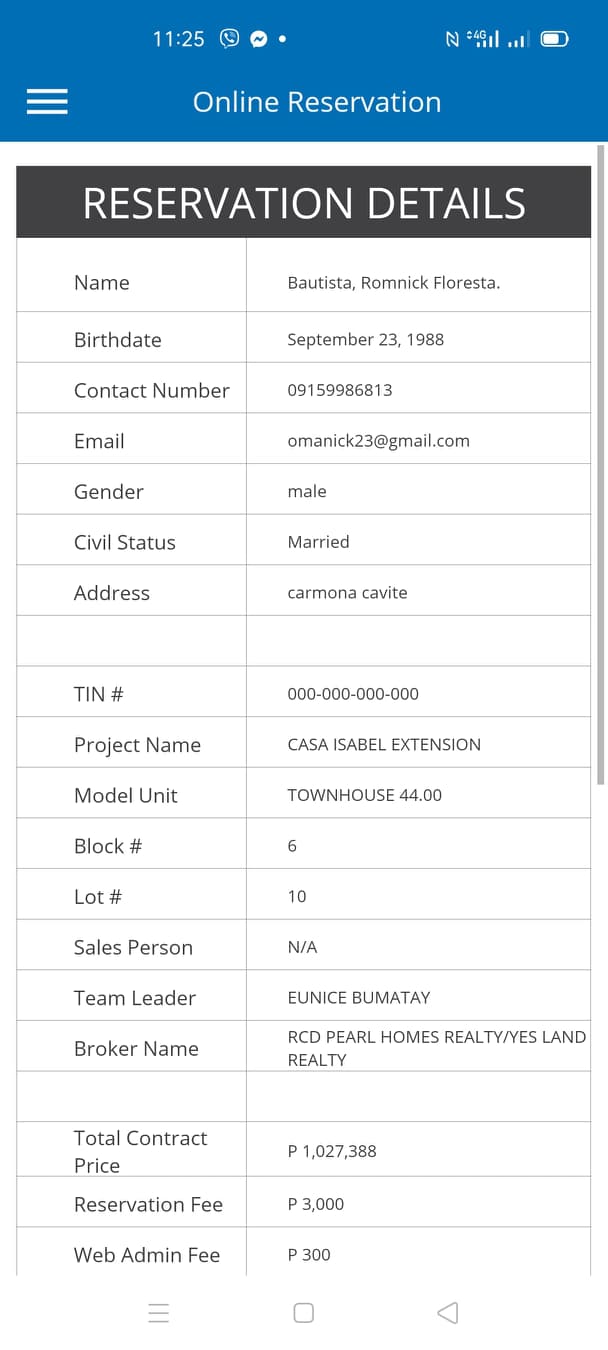 11:25
4G
Online Reservation
RESERVATION DETAILS
Name Bautista, Romnick Floresta.
Birthdate September 23, 1988
Contact Number 09159986813
Email omanick23@gmail.com
Gender male
Civil Status Married
Address carmona cavite
TIN # 000-000-000-000
Project Name CASA ISABEL EXTENSION
Model Unit TOWNHOUSE 44.00
Block # 6
Lot # 10
Sales Person N/A
Team Leader EUNICE BUMATAY
Broker Name RCD PEARL HOMES REALTY/YES LAND
REALTY
Total Contract
Price P 1,027,388
Reservation Fee P 3,000
Web Admin Fee P 300